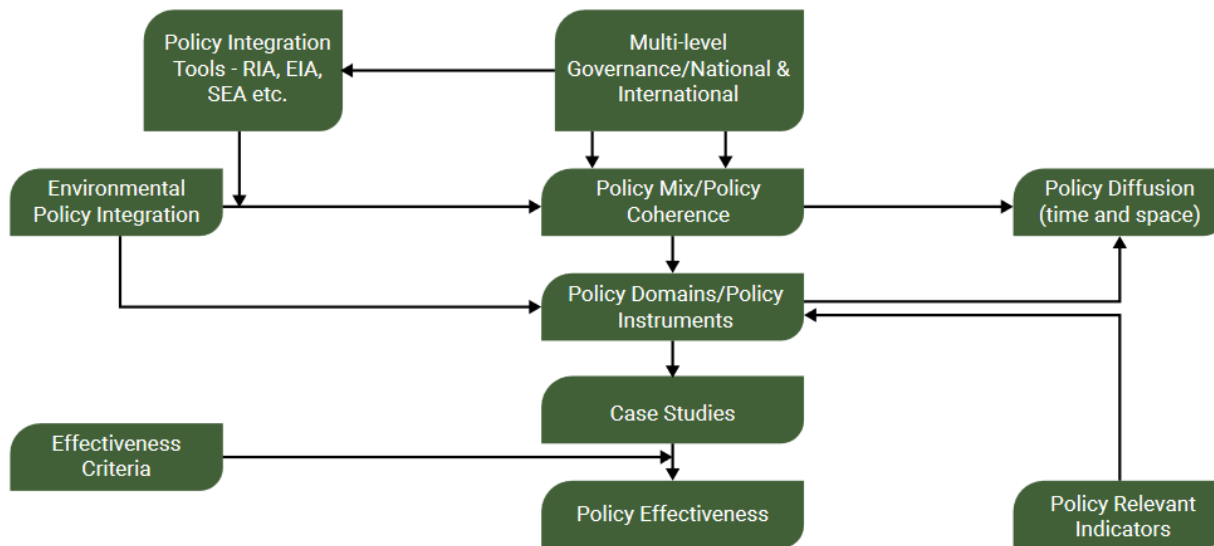 Policy Integration
Tools - RIA, EIA,
SEA etc.
Multi-level
Governance/National &
International
Environmental
Policy Integration
Policy Mix/Policy
Coherence
Policy Diffusion
(time and space)
Policy Domains/Policy
Instruments
Case Studies
Effectiveness
Criteria
Policy Effectiveness
Policy Relevant
Indicators